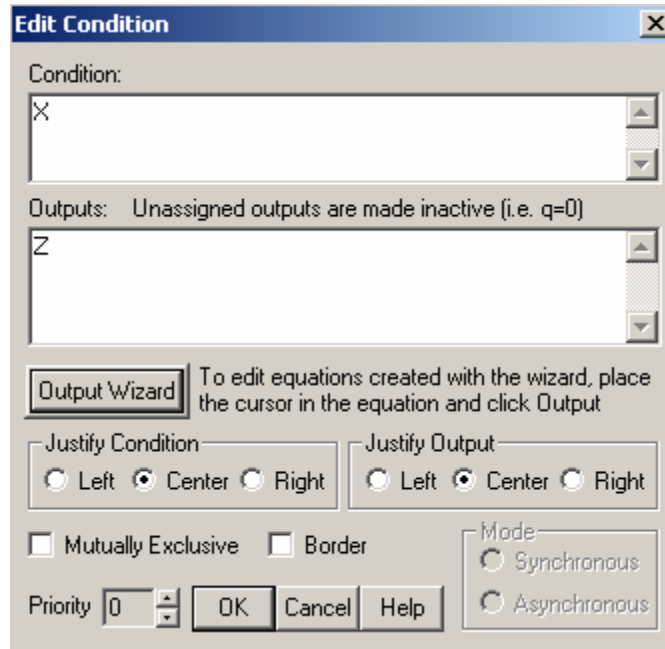 Edit Condition
Condition:
X
Outputs: Unassigned outputs are made inactive (i.e. q=0)
Z
Output Wizard
To edit equations created with the wizard, place
the cursor in the equation and click Output
Justify Condition
Left Center Right
Justify Output
Left Center Right
Mutually Exclusive Border
Mode
Synchronous
Asynchronous
Priority 0 OK Cancel Help